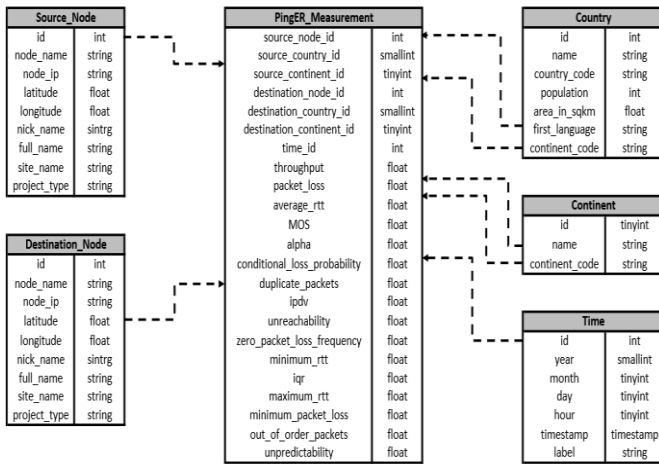 Source_Node
id int
node_name string
node_ip string
latitude float
longitude float
nick_name sintrg
full_name string
site_name string
project_type string
Destination_Node
id int
node_name string
node_ip string
latitude float
longitude float
nick_name sintrg
full_name string
site_name string
project_type string
PingER_Measurement
source_node_id int
source_country_id smallint
source_continent_id tinyint
destination_node_id int
destination_country_id smallint
destination_continent_id tinyint
time_id int
throughput float
packet_loss float
average_rtt float
MOS float
alpha float
conditional_loss_probability float
duplicate_packets float
ipdv float
unreachability float
zero_packet_loss_frequency float
minimum_rtt float
iqr float
maximum_rtt float
minimum_packet_loss float
out_of_order_packets float
unpredictability float
Country
id int
name string
country_code string
population int
area_in_sqkm float
first_language string
continent_code string
Continent
id tinyint
name string
continent_code string
Time
id int
year smallint
month tinyint
day tinyint
hour tinyint
timestamp timestamp
label string